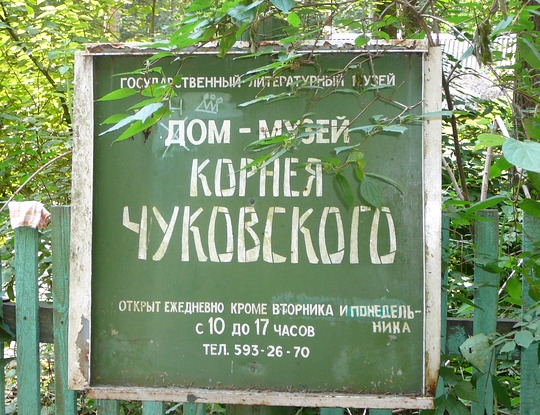 ГОСУДАРСТВЕННЫЙ ЛИТЕРАТУРНЫЙ МУЗЕЙ
ДОМ - МУЗЕЙ
КОРНЕЯ
ЧУКОВСКОГО
ОТКРЫТ ЕЖЕДНЕВНО КРОМЕ ВТОРНИКА И ПОНЕДЕЛЬ-
НИКА
С 10 ДО 17 ЧАСОВ
ТЕЛ. 593-26-70